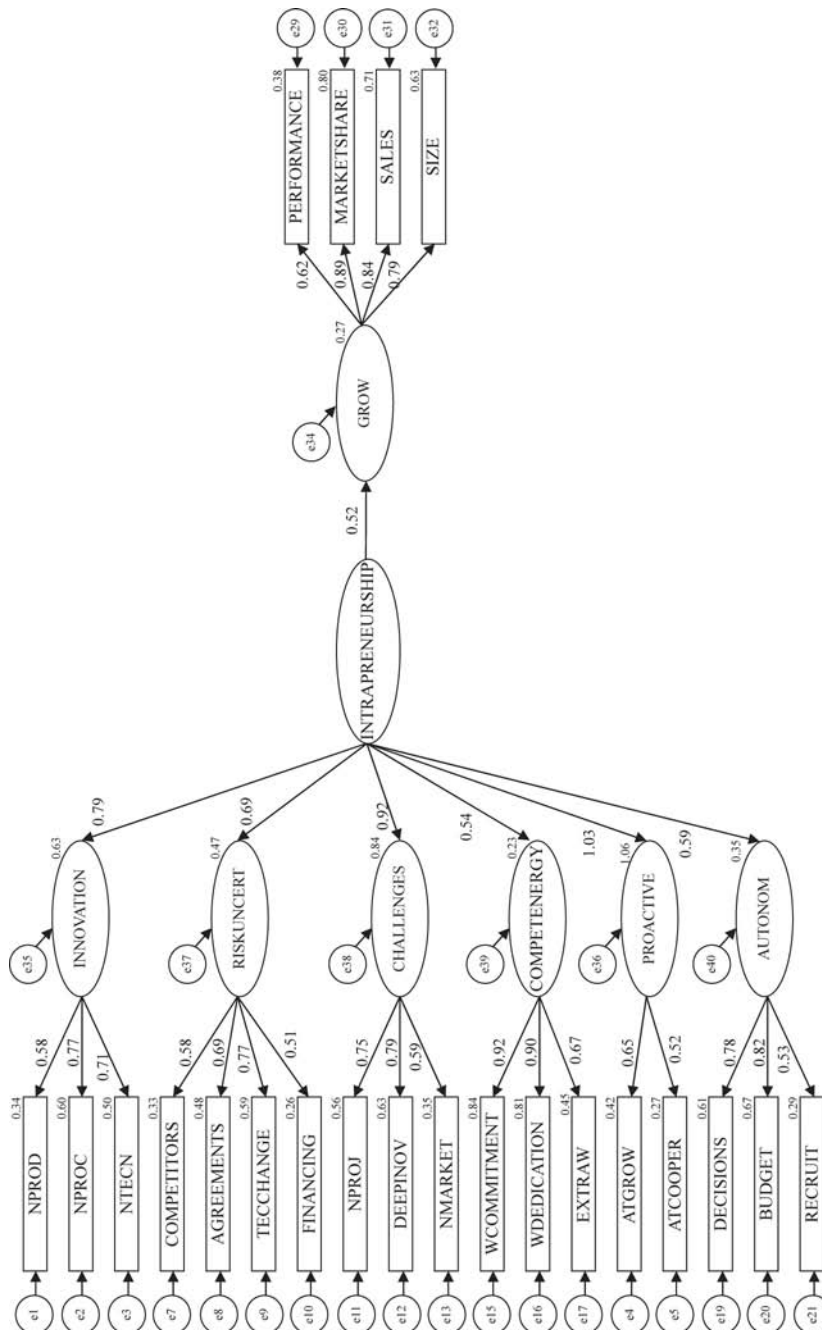 e1
0.34
NPROD
0.58
e2
0.60
NPROC
0.77
e3
0.50
NTECN
0.71
e35
0.63
INNOVATION
0.79
e7
0.33
COMPETITORS
0.58
e8
0.48
AGREEMENTS
0.69
e9
0.59
TECCHANGE
0.77
e10
0.26
FINANCING
0.51
e37
0.47
RISKUNCERT
0.69
e11
0.56
NPROJ
0.75
e12
0.63
DEEPINOV
0.79
e13
0.35
NMARKET
0.59
e38
0.84
CHALLENGES
0.92
e15
0.84
WCOMMITMENT
0.92
e16
0.81
WDEDICATION
0.90
e17
0.45
EXTRAW
0.67
e39
0.23
COMPETENERGY
0.54
e4
0.42
ATGROW
0.65
e5
0.27
ATCOOPER
0.52
e36
1.06
PROACTIVE
1.03
e19
0.61
DECISIONS
0.78
e20
0.67
BUDGET
0.82
e21
0.29
RECRUIT
0.53
e40
0.35
AUTONOM
0.59
INTRAPRENEURSHIP
0.52
e34
0.27
GROW
0.62
0.38
PERFORMANCE
e29
0.89
0.80
MARKETSHARE
e30
0.84
0.71
SALES
e31
0.79
0.63
SIZE
e32